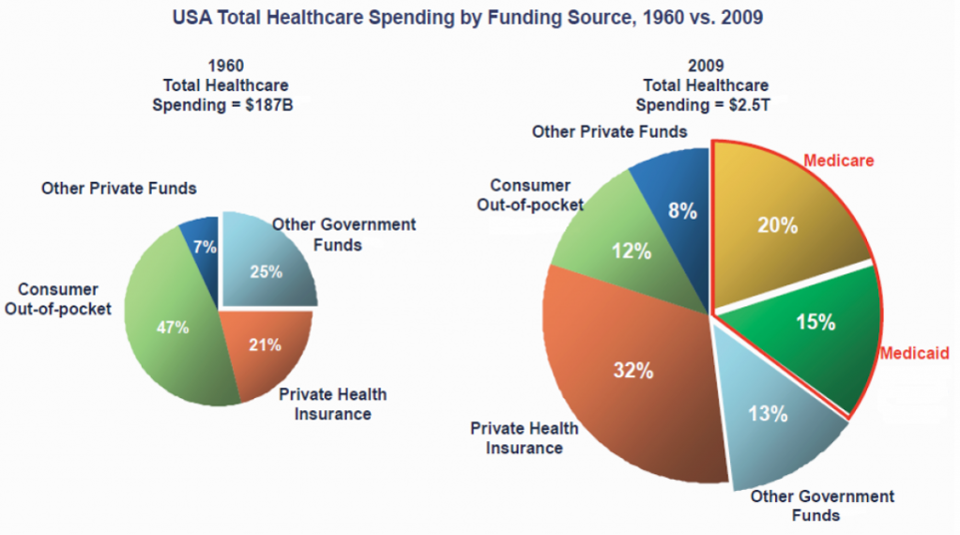 USA Total Healthcare Spending by Funding Source, 1960 vs. 2009
1960
Total Healthcare
Spending = $187B
Other Private Funds
Other Government
Funds
7%
25%
Consumer
Out-of-pocket
47%
21%
Private Health
Insurance
2009
Total Healthcare
Spending = $2.5T
Other Private Funds
Medicare
Consumer
Out-of-pocket
8%
20%
12%
15%
Medicaid
32%
13%
Private Health
Insurance
Other Government
Funds